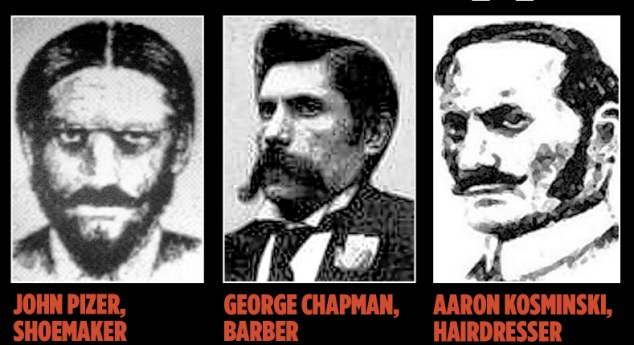 JOHN PIZER,
SHOEMAKER
GEORGE CHAPMAN,
BARBER
AARON KOSMINSKI,
HAIRDRESSER